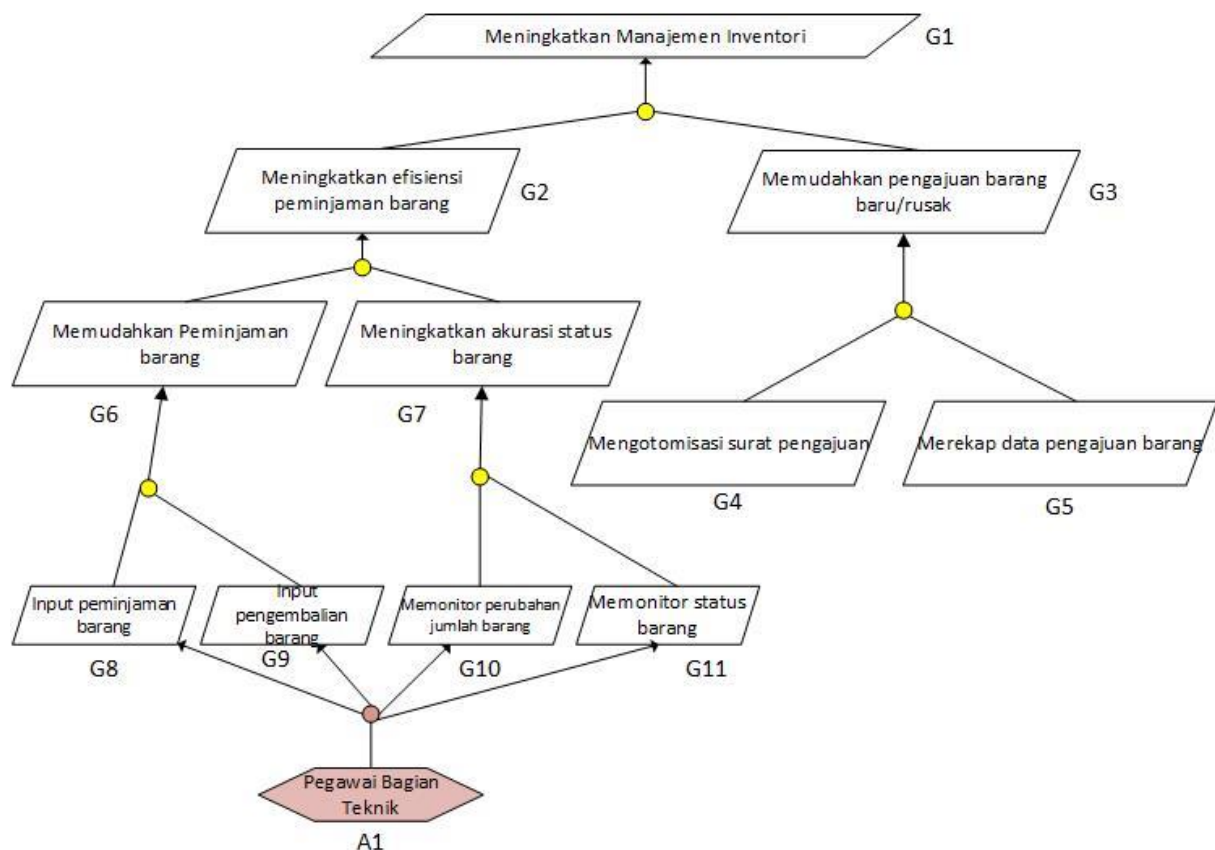 Meningkatkan Manajemen Inventori
G1
Meningkatkan efisiensi
peminjaman barang
G2
Memudahkan pengajuan barang
baru/rusak
G3
Memudahkan Peminjaman
barang
G6
Meningkatkan akurasi status
barang
G7
Mengotomisasi surat pengajuan
G4
Merekap data pengajuan barang
G5
Input peminjaman
barang
G8
Input
pengembalian
barang
G9
Memonitor perubahan
jumlah barang
G10
Memonitor status
barang
G11
Pegawai Bagian
Teknik
A1